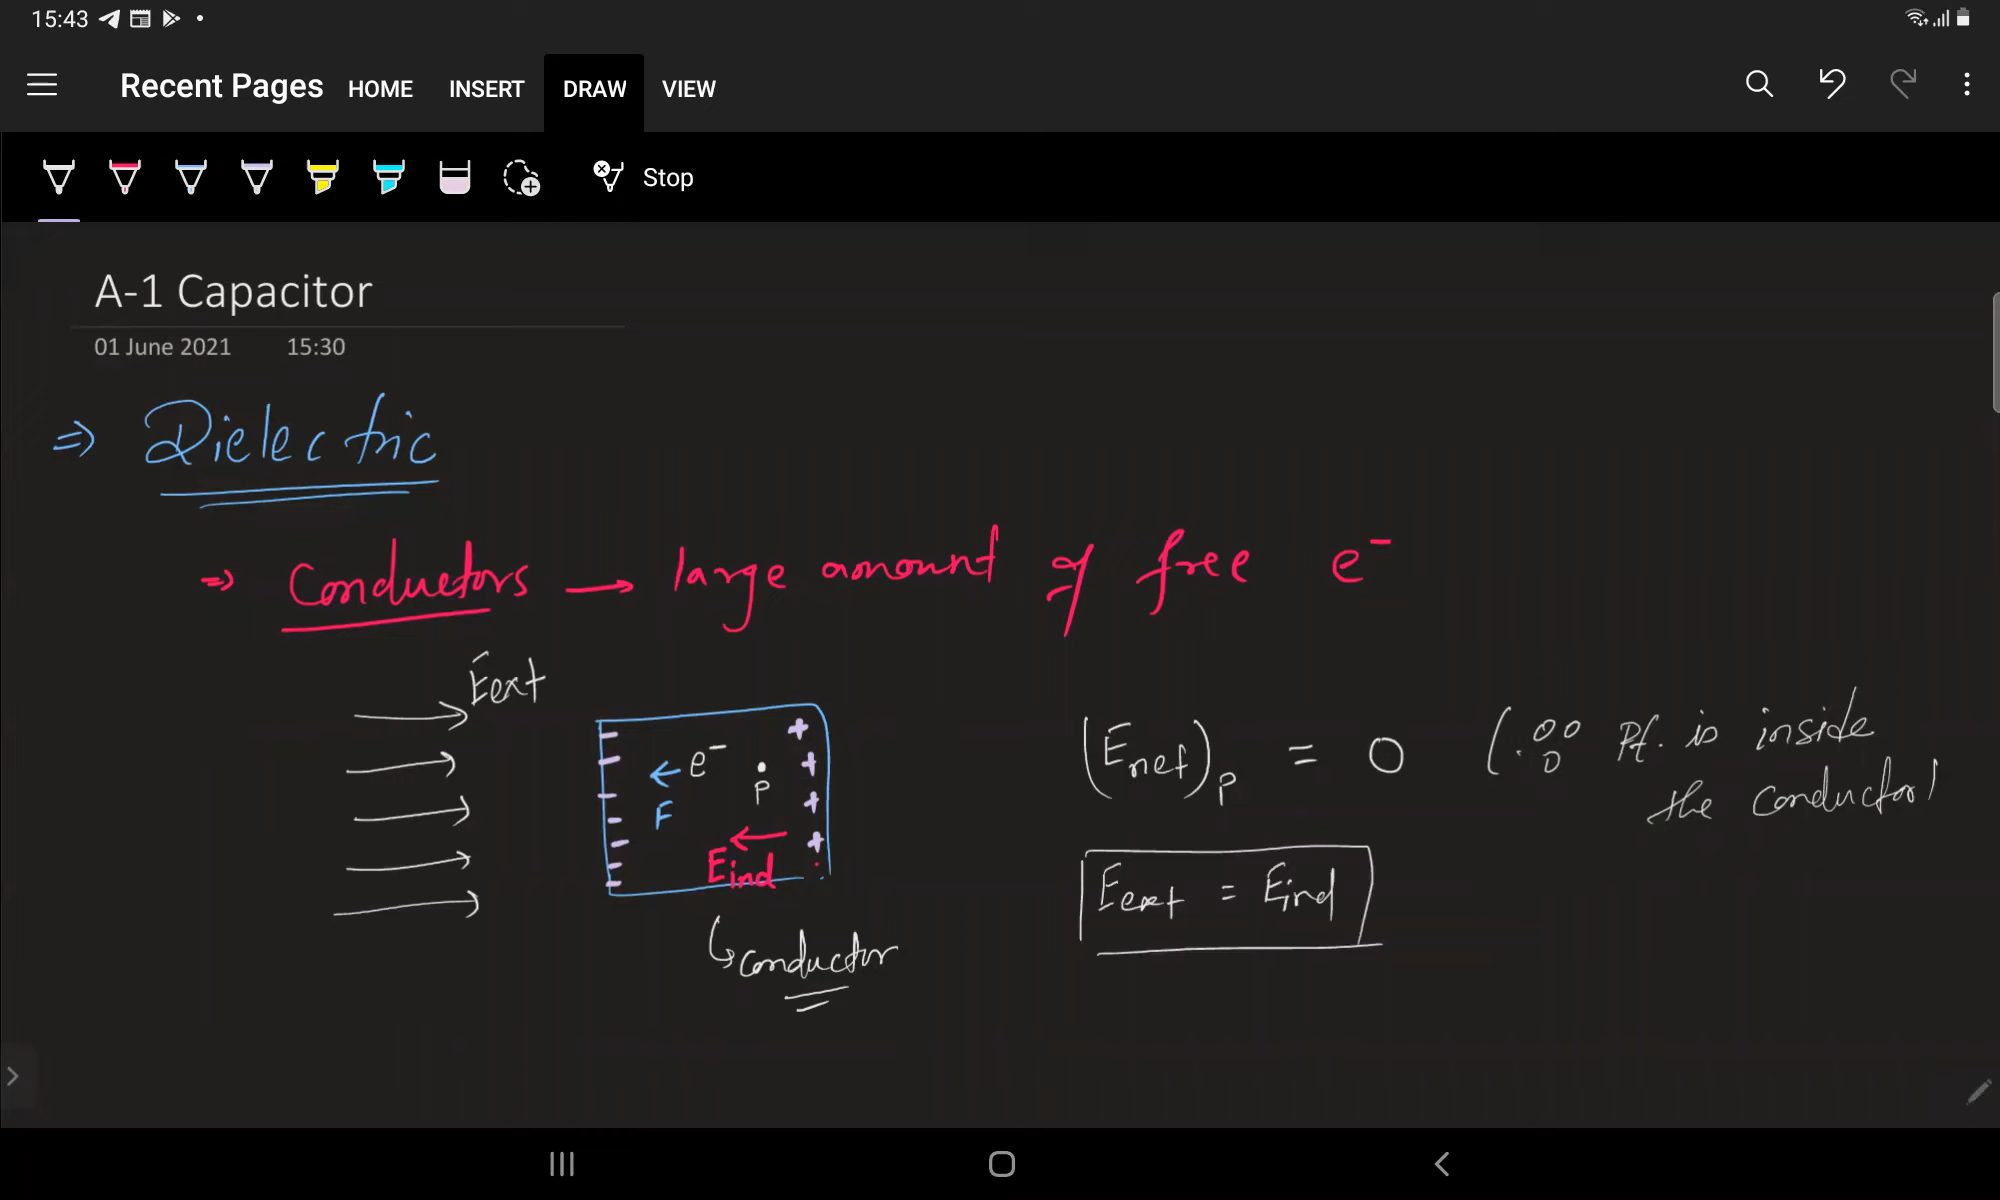 15:43
Recent Pages HOME INSERT DRAW VIEW
Stop
A-1 Capacitor
01 June 2021 15:30
⇒ Dielectric
⇒ Conductors → large amount of free e⁻
Eext
e⁻ P
F
Eind
conductor
(Enet)P = 0 (∵ Pt. is inside
the conductor)
Eext = Eind